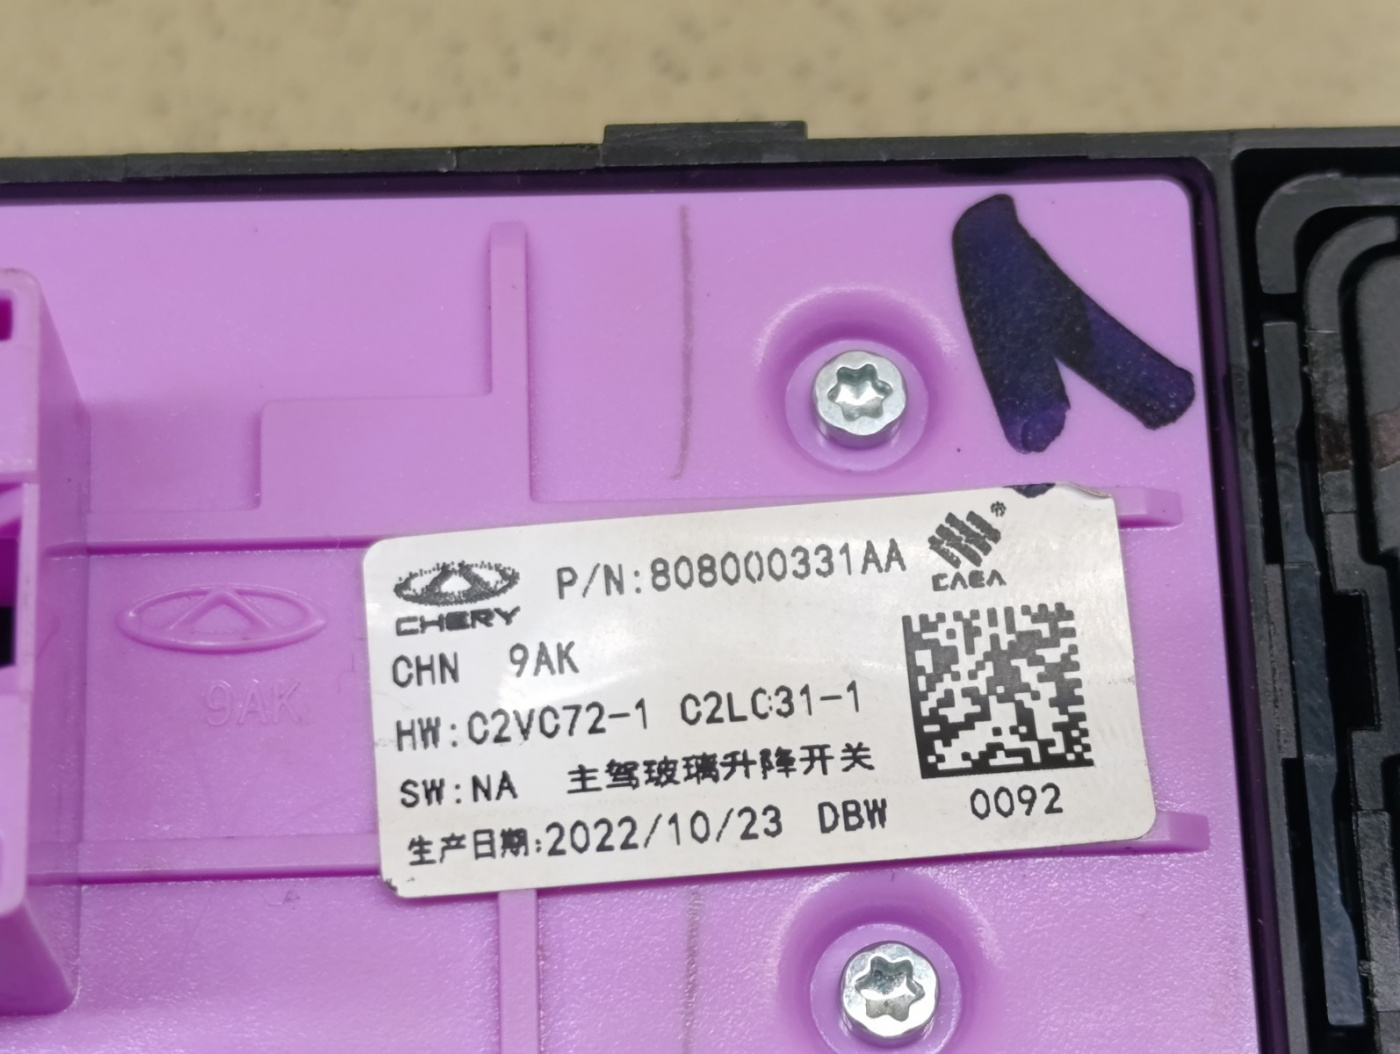 CHERY P/N:808000331AA CAEA
CHN 9AK
HW:C2VC72-1 C2LC31-1
SW:NA 主驾玻璃升降开关
生产日期:2022/10/23 DBW 0092
9AK